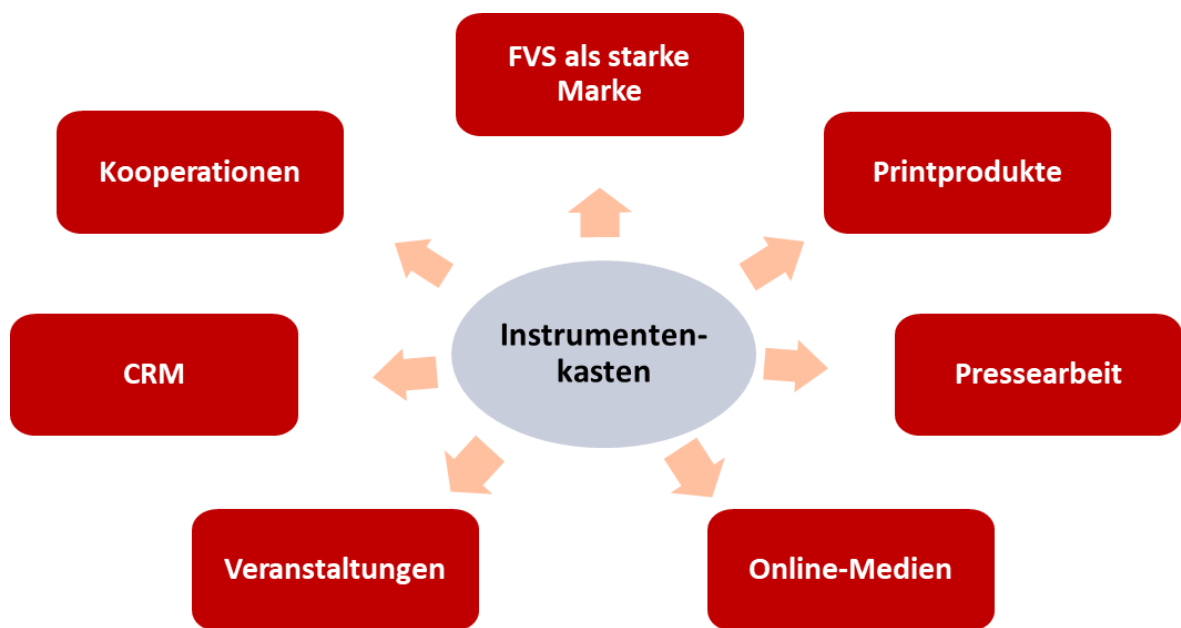 FVS als starke
Marke
Kooperationen
Printprodukte
Instrumenten-
kasten
CRM
Pressearbeit
Veranstaltungen
Online-Medien